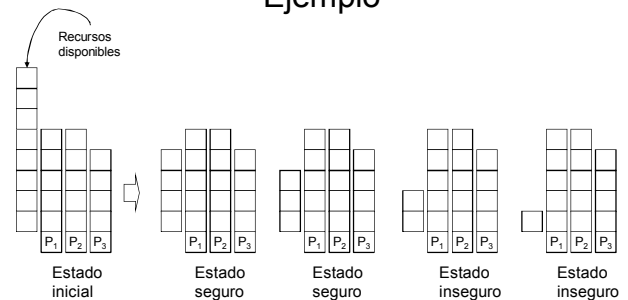 Ejemplo
Recursos
disponibles
P1 P2 P3
P1 P2 P3
P1 P2 P3
P1 P2 P3
P1 P2 P3
Estado
inicial
Estado
seguro
Estado
seguro
Estado
inseguro
Estado
inseguro